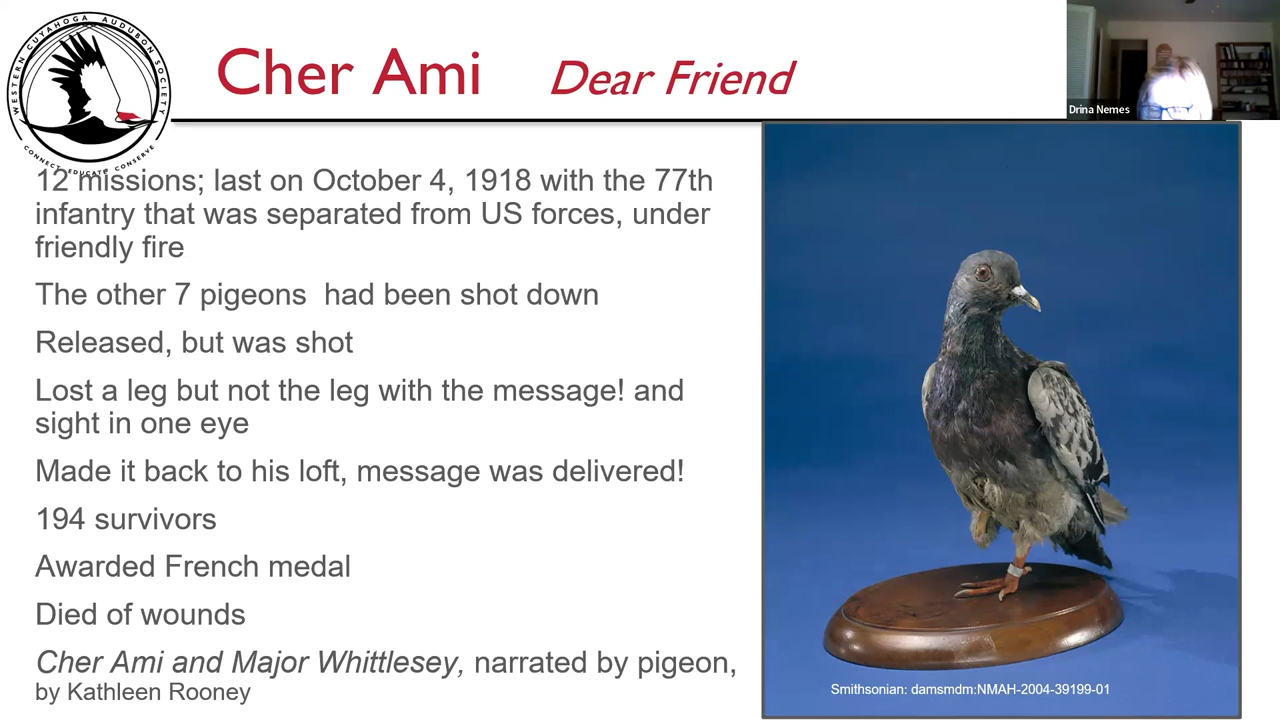 WESTERN CUYAHOGA AUDUBON SOCIETY
CONNECT EDUCATE CONSERVE
Cher Ami Dear Friend
Drina Nemes
12 missions; last on October 4, 1918 with the 77th
infantry that was separated from US forces, under
friendly fire
The other 7 pigeons had been shot down
Released, but was shot
Lost a leg but not the leg with the message! and
sight in one eye
Made it back to his loft, message was delivered!
194 survivors
Awarded French medal
Died of wounds
Cher Ami and Major Whittlesey, narrated by pigeon,
by Kathleen Rooney
Smithsonian: damsmdm:NMAH-2004-39199-01